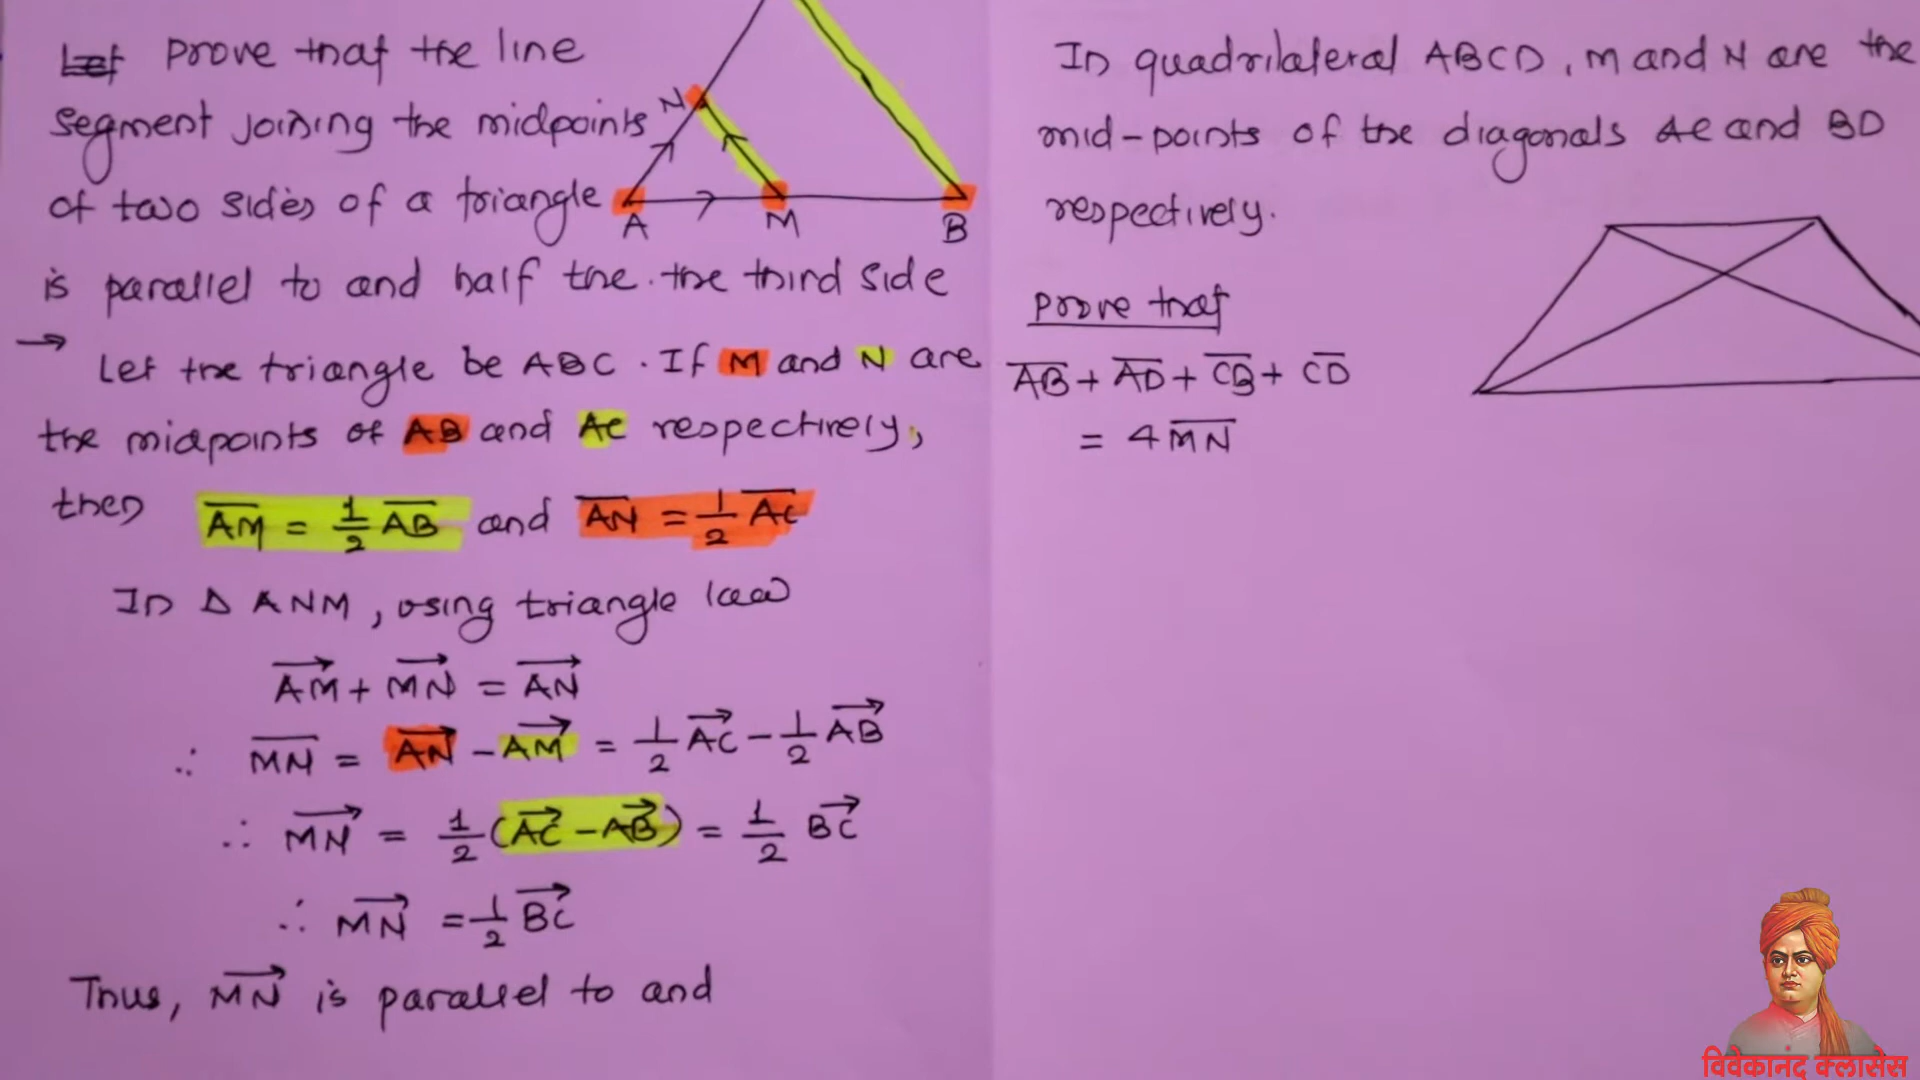 Let Prove that the line
segment joining the midpoints
of two sides of a triangle
is parallel to and half the. the third side
→ Let the triangle be ABC. If M and N are
the midpoints of AB and AC respectively,
then AM = 1/2 AB and AN = 1/2 AC
In Δ ANM, using triangle law
AM + MN = AN
∴ MN = AN - AM = 1/2 AC - 1/2 AB
∴ MN = 1/2 (AC - AB) = 1/2 BC
∴ MN = 1/2 BC
Thus, MN is parallel to and
N
A M B
In quadrilateral ABCD, M and N are the
mid-points of the diagonals AC and BD
respectively.
Prove that
AB + AD + CB + CD
= 4 MN
विवेकानंद क्लासेस